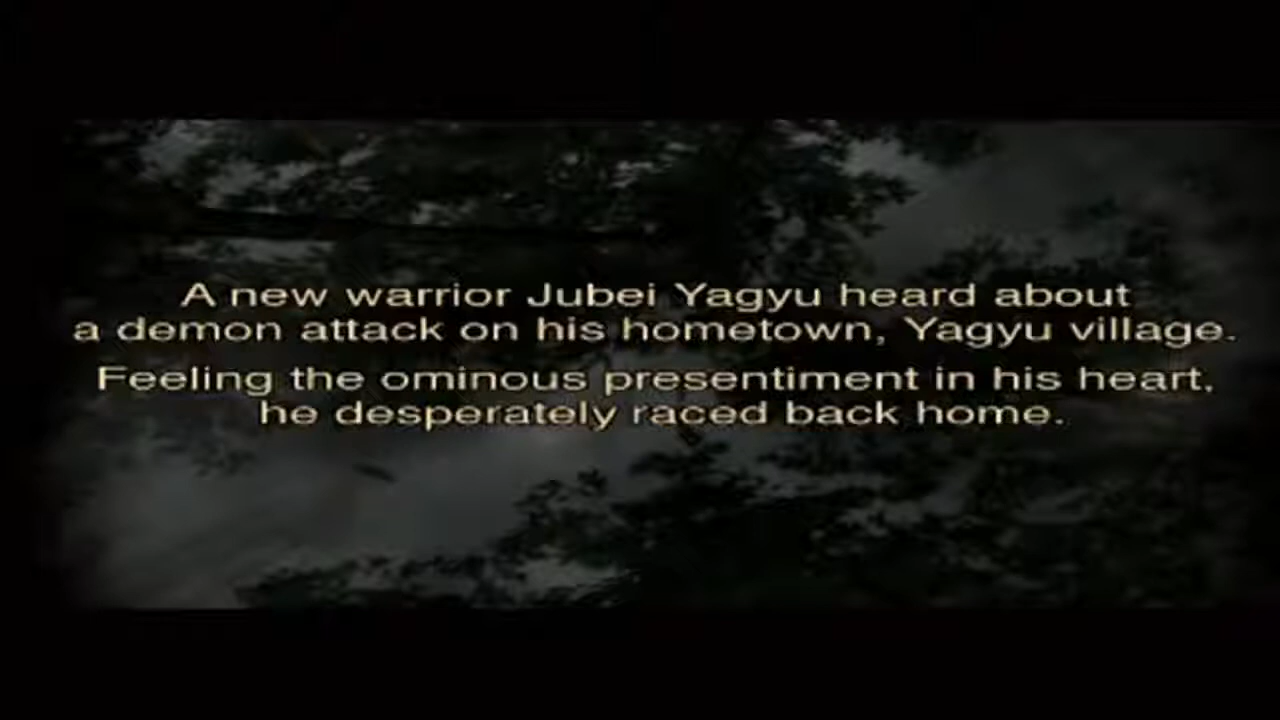 A new warrior Jubei Yagyu heard about
a demon attack on his hometown, Yagyu village.
Feeling the ominous presentiment in his heart,
he desperately raced back home.